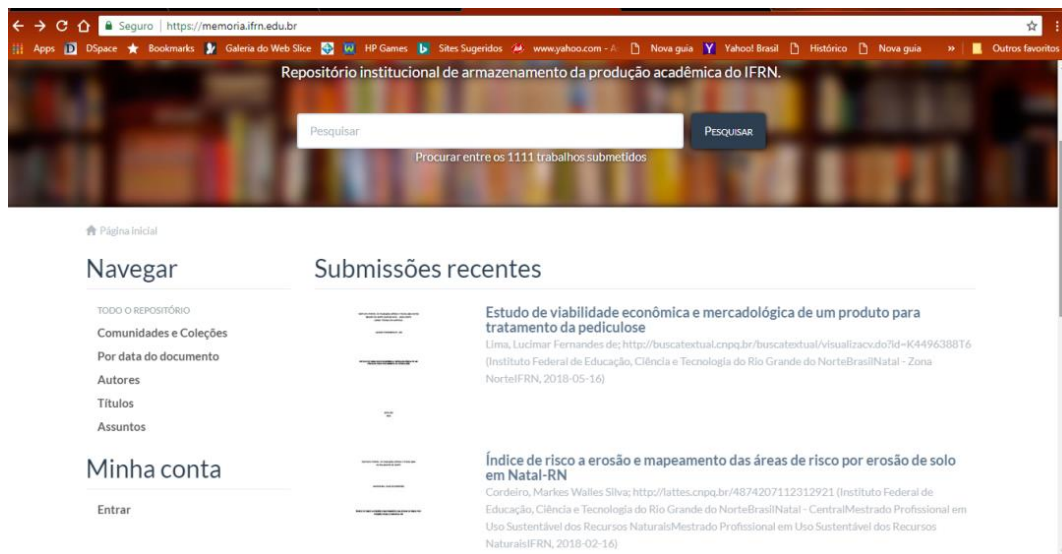 Seguro | https://memoria.ifrn.edu.br
Apps DSpace Bookmarks Galeria do Web Slice HP Games Sites Sugeridos www.yahoo.com - Nova guia Yahoo! Brasil Histórico Nova guia » Outros favoritos
Repositório institucional de armazenamento da produção acadêmica do IFRN.
Pesquisar
PESQUISAR
Procurar entre os 1111 trabalhos submetidos
Página inicial
Navegar
TODO O REPOSITÓRIO
Comunidades e Coleções
Por data do documento
Autores
Títulos
Assuntos
Minha conta
Entrar
Submissões recentes
Estudo de viabilidade econômica e mercadológica de um produto para
tratamento da pediculose
Lima, Lucimar Fernandes de; http://buscatextual.cnpq.br/buscatextual/visualizacv.do?id=K4496388T6
(Instituto Federal de Educação, Ciência e Tecnologia do Rio Grande do NorteBrasilNatal - Zona
NorteIFRN, 2018-05-16)
Índice de risco a erosão e mapeamento das áreas de risco por erosão de solo
em Natal-RN
Cordeiro, Markes Walles Silva; http://lattes.cnpq.br/4874207112312921 (Instituto Federal de
Educação, Ciência e Tecnologia do Rio Grande do NorteBrasilNatal - CentralMestrado Profissional em
Uso Sustentável dos Recursos NaturaisMestrado Profissional em Uso Sustentável dos Recursos
NaturaisIFRN, 2018-02-16)